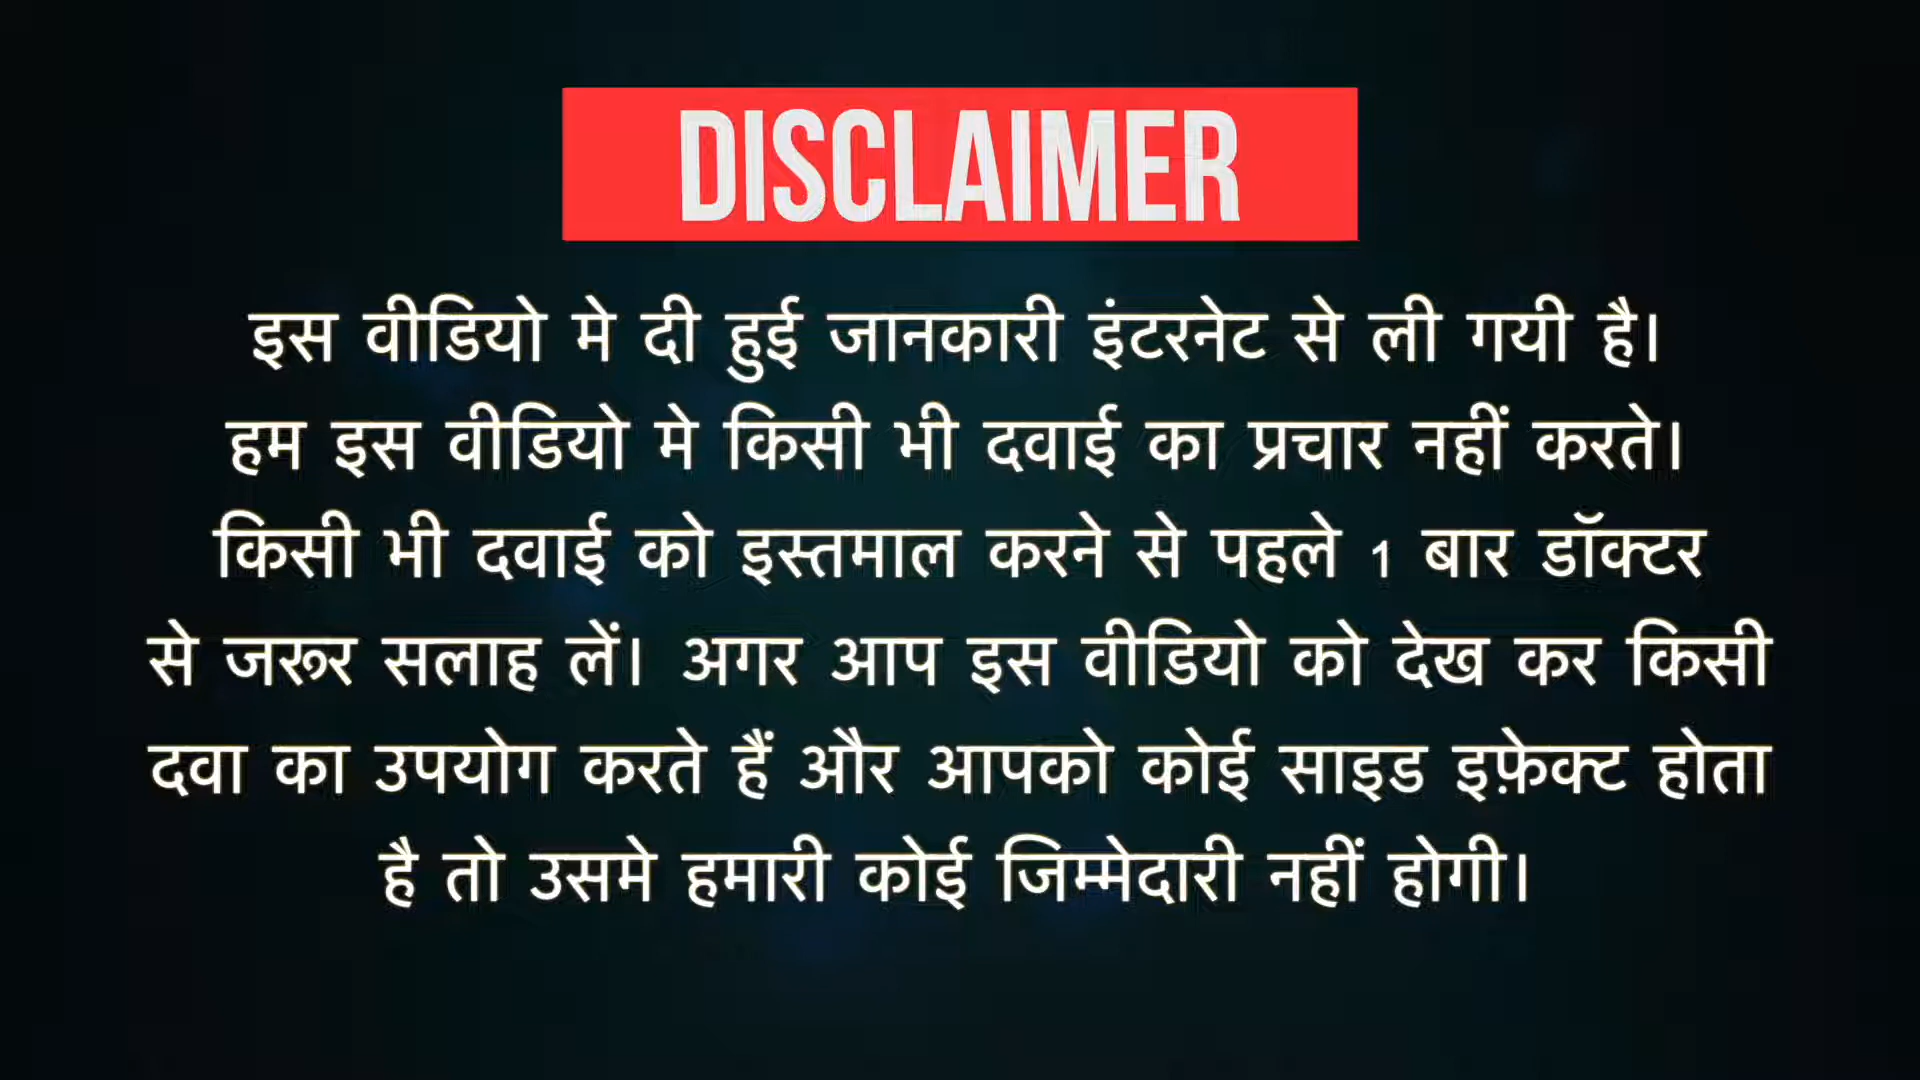 DISCLAIMER
इस वीडियो मे दी हुई जानकारी इंटरनेट से ली गयी है।
हम इस वीडियो मे किसी भी दवाई का प्रचार नहीं करते।
किसी भी दवाई को इस्तमाल करने से पहले 1 बार डॉक्टर
से जरूर सलाह लें। अगर आप इस वीडियो को देख कर किसी
दवा का उपयोग करते हैं और आपको कोई साइड इफ़ेक्ट होता
है तो उसमे हमारी कोई जिम्मेदारी नहीं होगी।